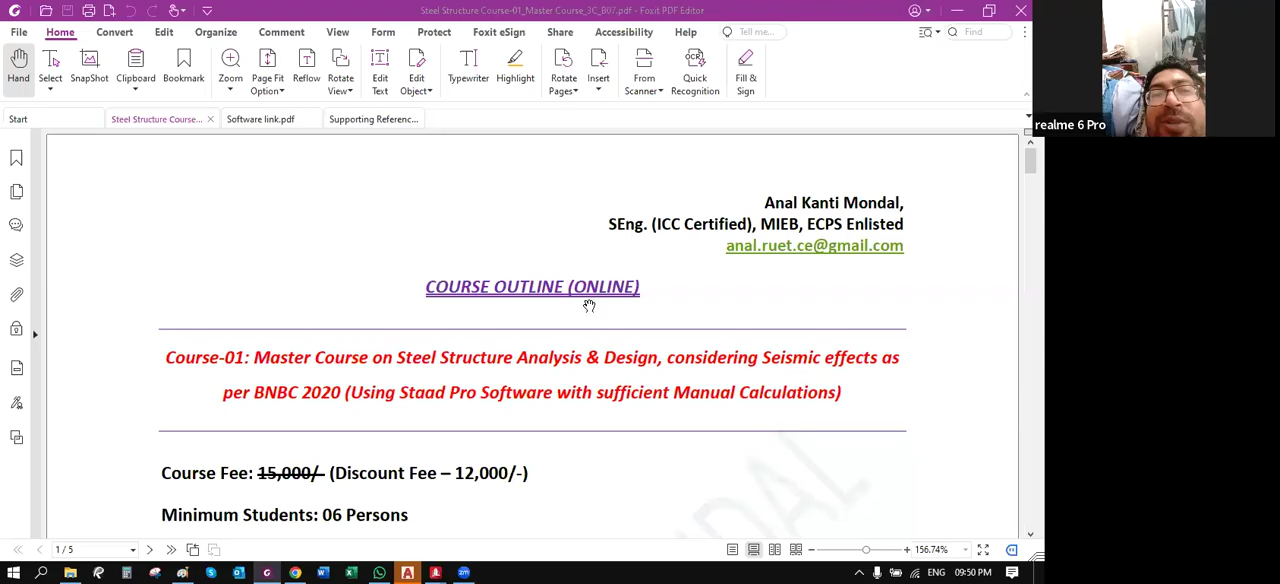 Steel Structure Course-01_Master Course_3C_B07.pdf - Foxit PDF Editor
File Home Convert Edit Organize Comment View Form Protect Foxit eSign Share Accessibility Help Tell me... Find
Hand Select SnapShot Clipboard Bookmark Zoom Page Fit Option Reflow Rotate View Edit Text Edit Object Typewriter Highlight Rotate Pages Insert From Scanner Quick Recognition Fill & Sign
Start Steel Structure Course... Software link.pdf Supporting Referenc...
realme 6 Pro
Anal Kanti Mondal,
SEng. (ICC Certified), MIEB, ECPS Enlisted
anal.ruet.ce@gmail.com
COURSE OUTLINE (ONLINE)
Course-01: Master Course on Steel Structure Analysis & Design, considering Seismic effects as
per BNBC 2020 (Using Staad Pro Software with sufficient Manual Calculations)
Course Fee: 15,000/- (Discount Fee – 12,000/-)
Minimum Students: 06 Persons
1 / 5 156.74%
ENG 09:50 PM